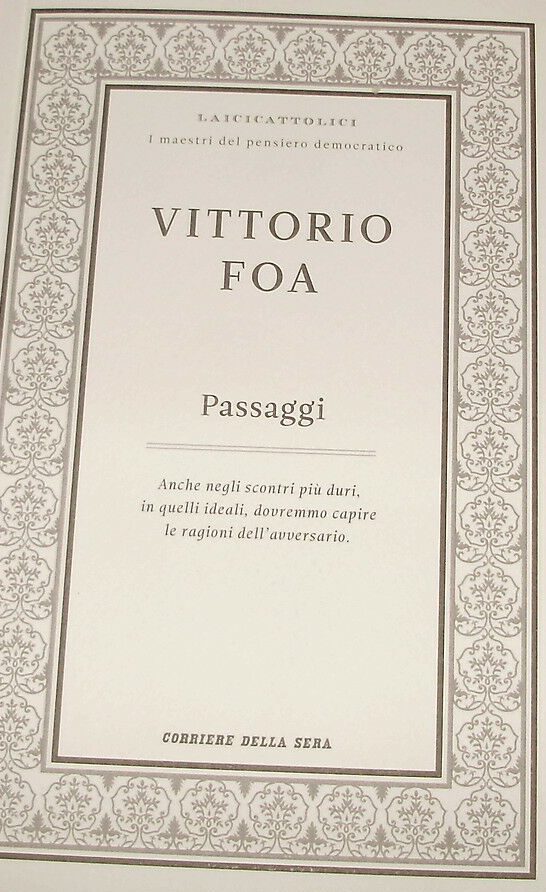 LAICICATTOLICI
I maestri del pensiero democratico
VITTORIO
FOA
Passaggi
Anche negli scontri più duri,
in quelli ideali, dovremmo capire
le ragioni dell'avversario.
CORRIERE DELLA SERA